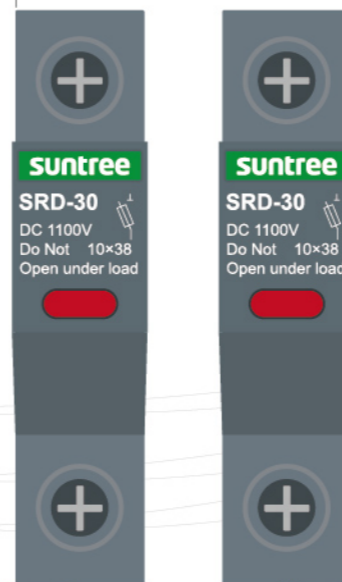 suntree
SRD-30
DC 1100V
Do Not 10×38
Open under load
suntree
SRD-30
DC 1100V
Do Not 10×38
Open under load